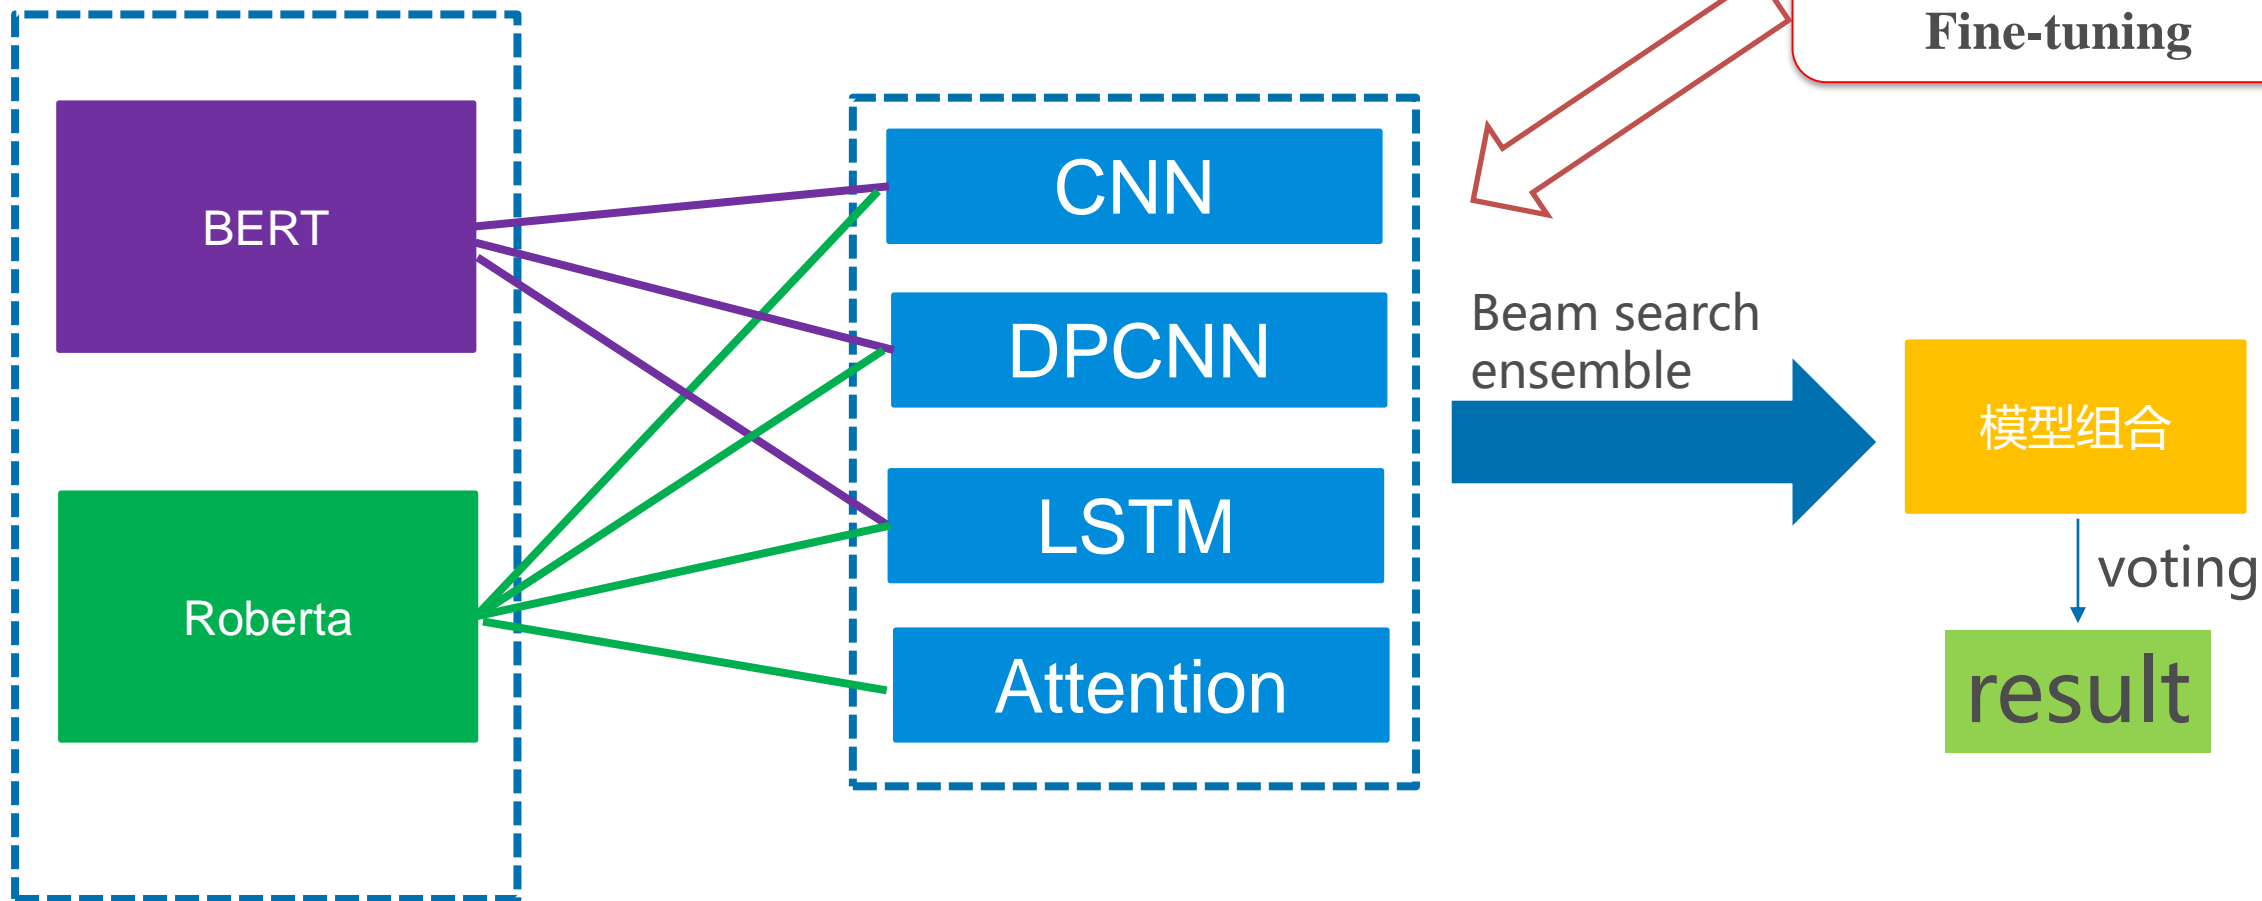 Fine-tuning
BERT
Roberta
CNN
DPCNN
LSTM
Attention
Beam search
ensemble
模型组合
voting
result